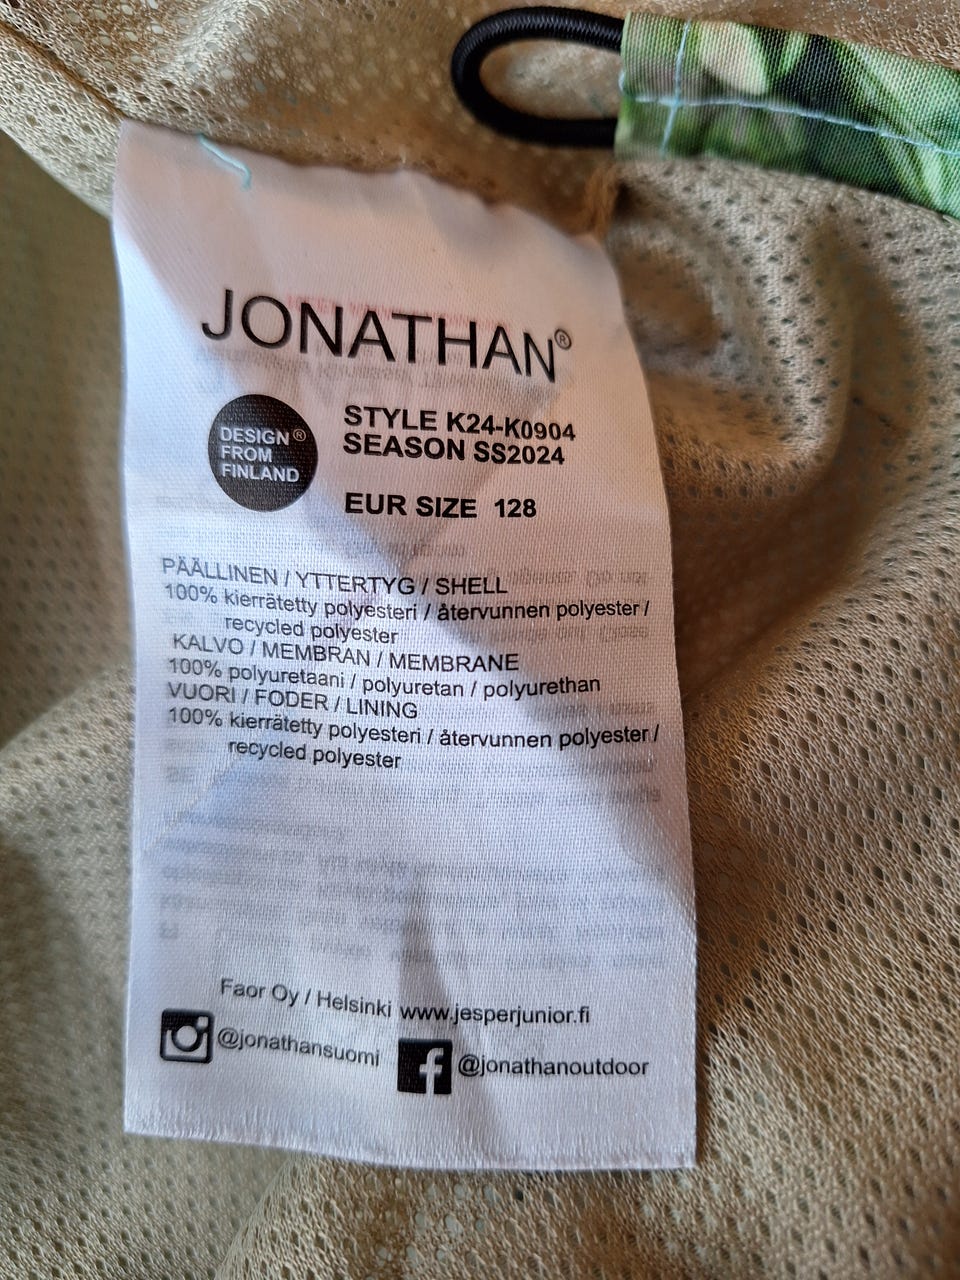 JONATHAN®
DESIGN®
FROM
FINLAND
STYLE K24-K0904
SEASON SS2024
EUR SIZE 128
PÄÄLLINEN / YTTERTYG / SHELL
100% kierrätetty polyesteri / återvunnen polyester /
recycled polyester
KALVO / MEMBRAN / MEMBRANE
100% polyuretaani / polyuretan / polyurethan
VUORI / FODER / LINING
100% kierrätetty polyesteri / återvunnen polyester /
recycled polyester
Faor Oy / Helsinki www.jesperjunior.fi
@jonathansuomi
@jonathanoutdoor